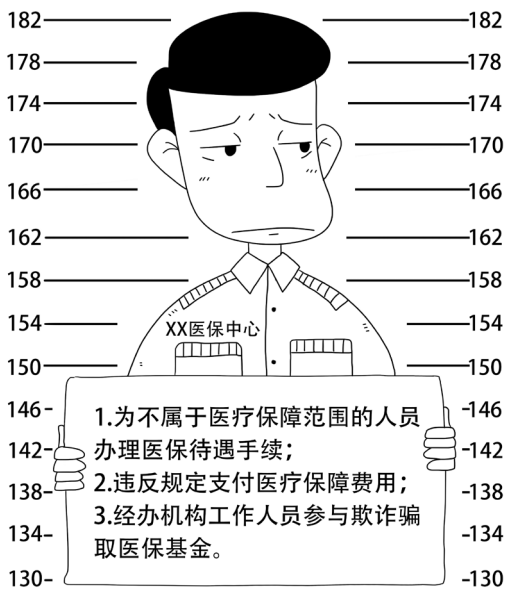 182 182
178 178
174 174
170 170
166 166
162 162
158 158
154 154
XX医保中心
150 150
146 146
1.为不属于医疗保障范围的人员
办理医保待遇手续；
142 142
2.违反规定支付医疗保障费用；
138 138
3.经办机构工作人员参与欺诈骗
134 134
取医保基金。
130 130